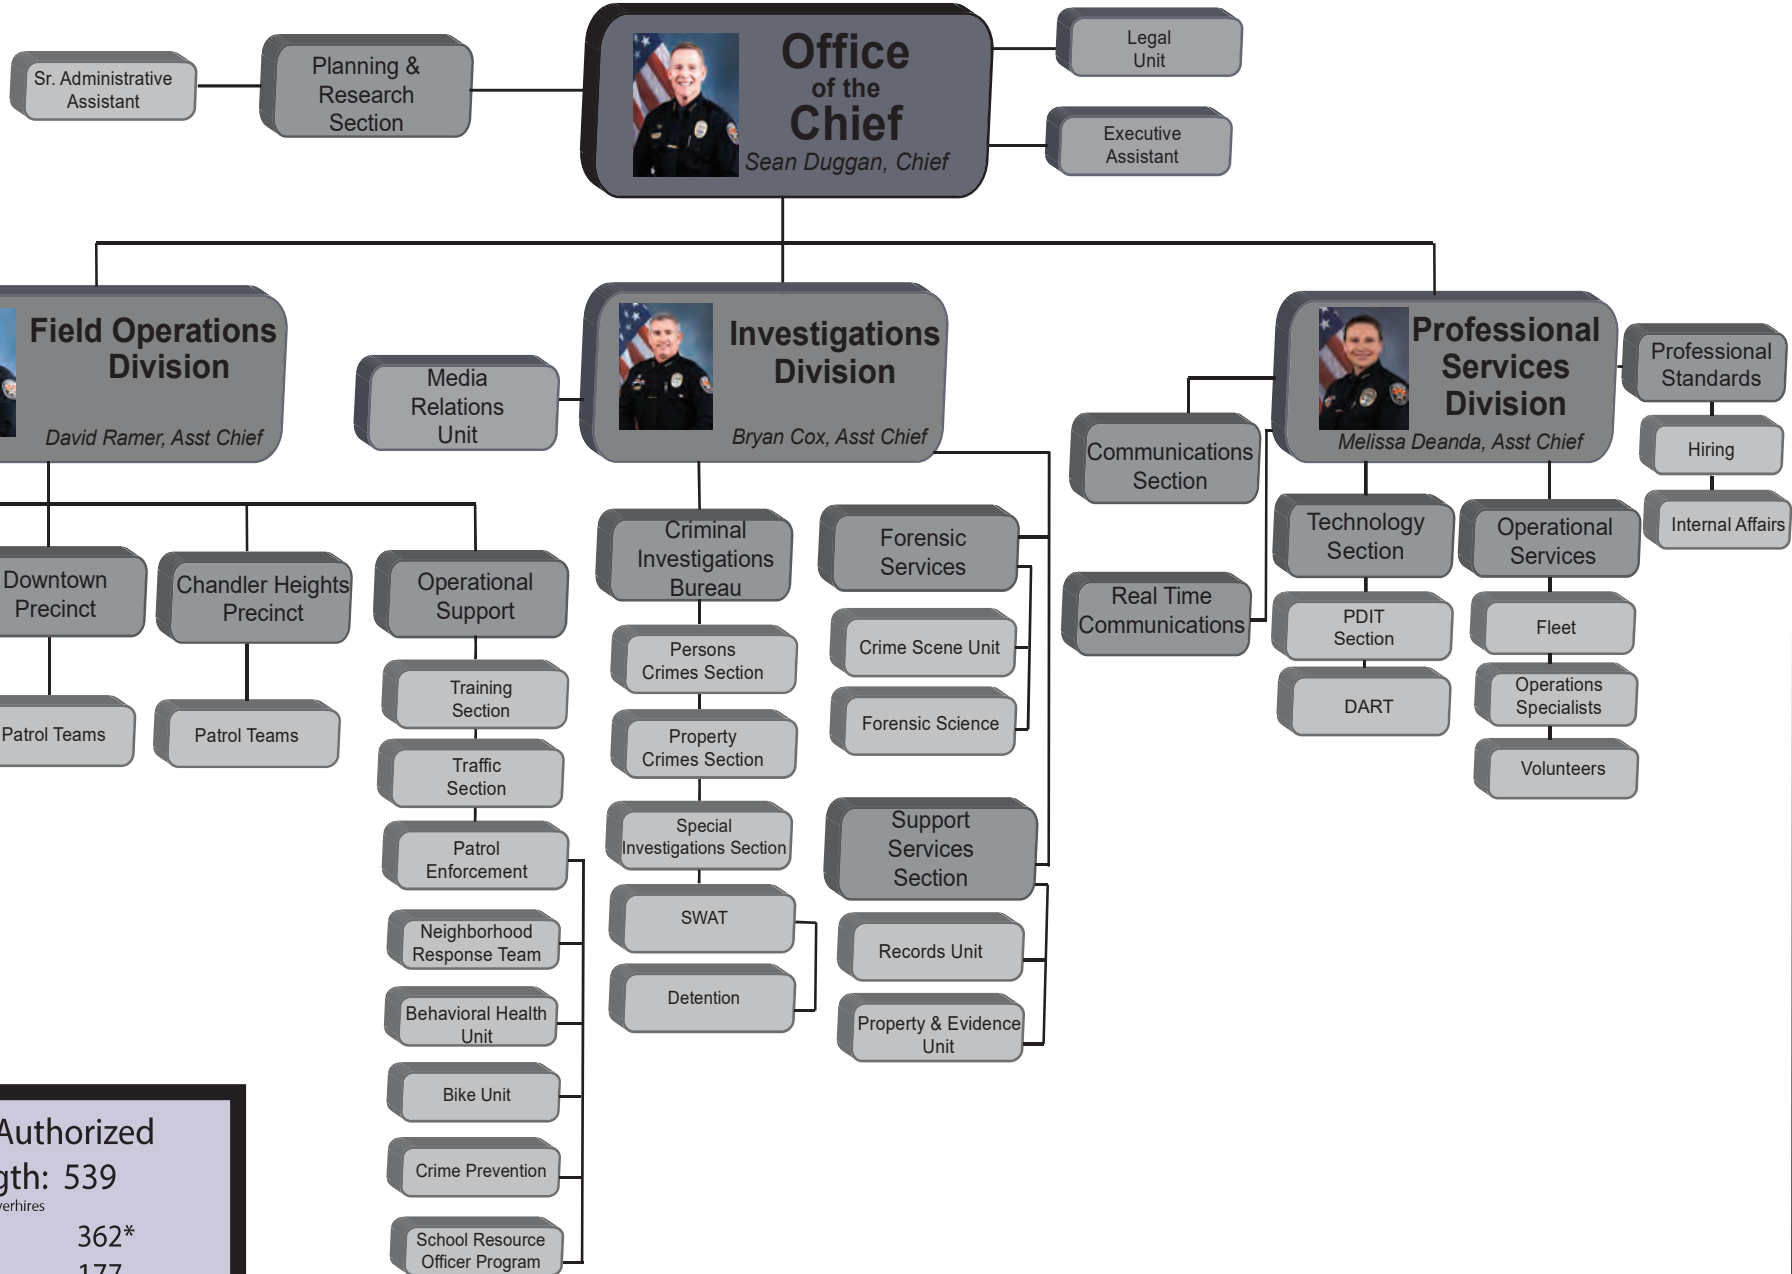 Office
of the
Chief
Sean Duggan, Chief
Legal
Unit
Executive
Assistant
Planning &
Research
Section
Sr. Administrative
Assistant
Field Operations
Division
David Ramer, Asst Chief
Downtown
Precinct
Patrol Teams
Chandler Heights
Precinct
Patrol Teams
Operational
Support
Training
Section
Traffic
Section
Patrol
Enforcement
Neighborhood
Response Team
Behavioral Health
Unit
Bike Unit
Crime Prevention
School Resource
Officer Program
Media
Relations
Unit
Investigations
Division
Bryan Cox, Asst Chief
Criminal
Investigations
Bureau
Persons
Crimes Section
Property
Crimes Section
Special
Investigations Section
SWAT
Detention
Forensic
Services
Crime Scene Unit
Forensic Science
Support
Services
Section
Records Unit
Property & Evidence
Unit
Professional
Services
Division
Melissa Deanda, Asst Chief
Communications
Section
Real Time
Communications
Technology
Section
PDIT
Section
DART
Operational
Services
Fleet
Operations
Specialists
Volunteers
Professional
Standards
Hiring
Internal Affairs
Authorized
gth: 539
verhires
362*
177